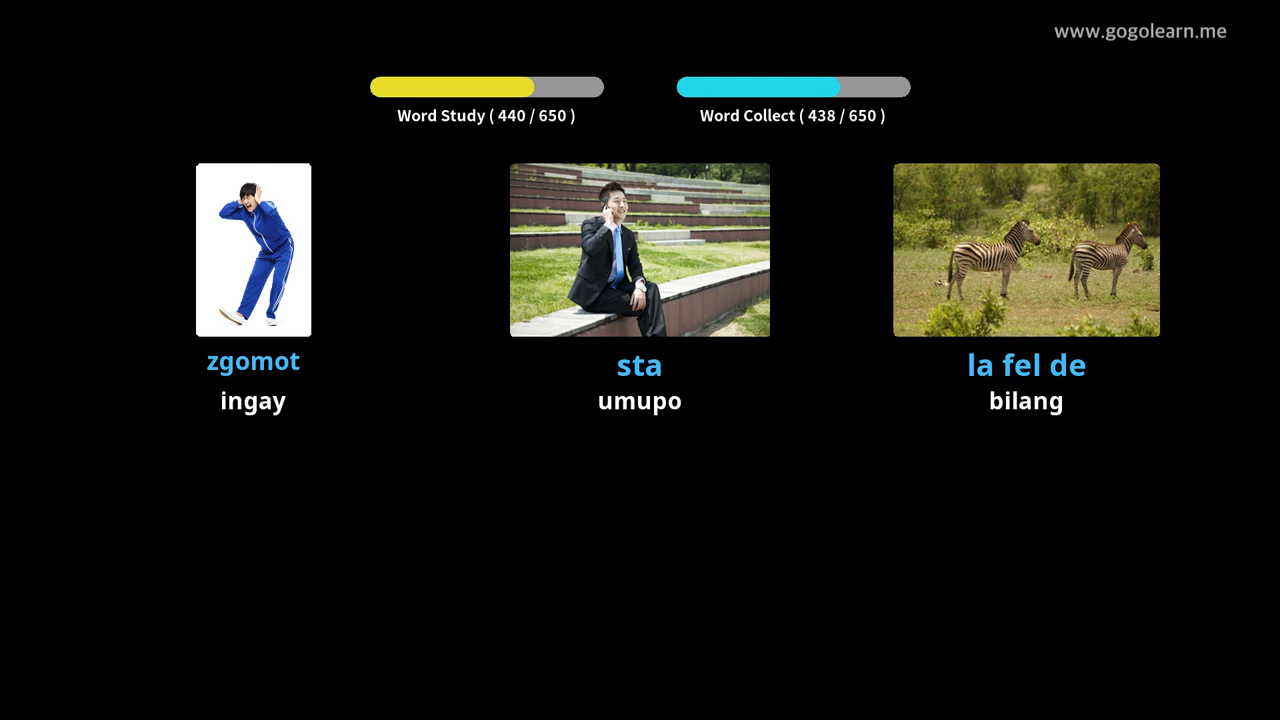 www.gogolearn.me
Word Study ( 440 / 650 )
Word Collect ( 438 / 650 )
zgomot
ingay
sta
umupo
la fel de
bilang